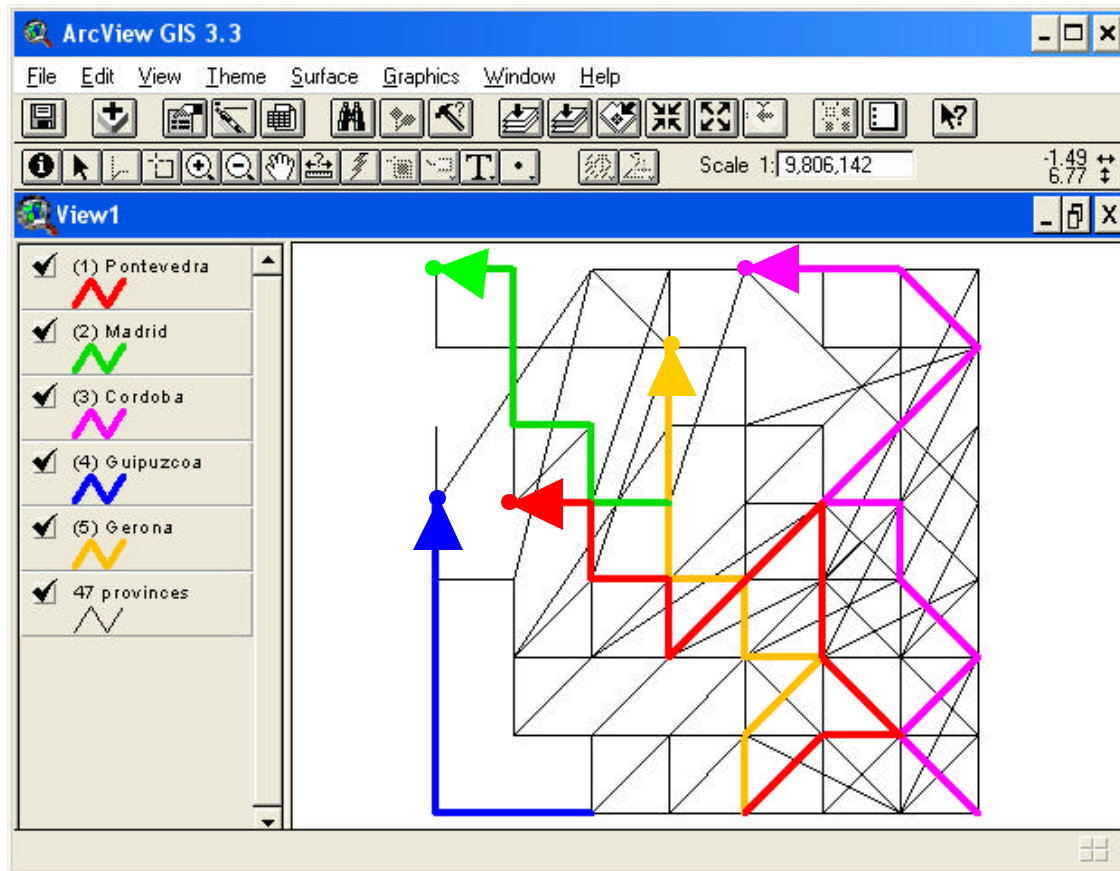 ArcView GIS 3.3
File Edit View Theme Surface Graphics Window Help
T
Scale 1: 9,806,142
-1.49
6.77
View1
(1) Pontevedra
(2) Madrid
(3) Cordoba
(4) Guipuzcoa
(5) Gerona
47 provinces